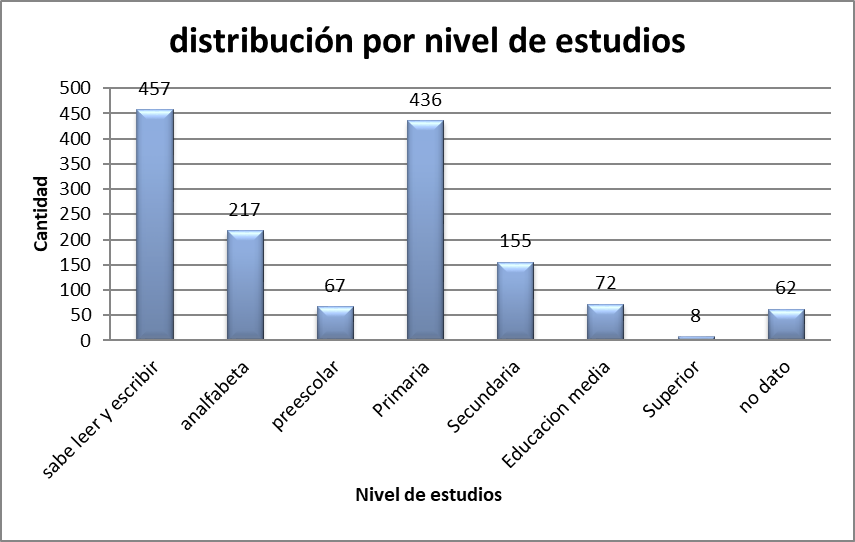 distribución por nivel de estudios
Cantidad
500
450
400
350
300
250
200
150
100
50
0
457
217
67
436
155
72
8
62
sabe leer y escribir
analfabeta
preescolar
Primaria
Secundaria
Educacion media
Superior
no dato
Nivel de estudios